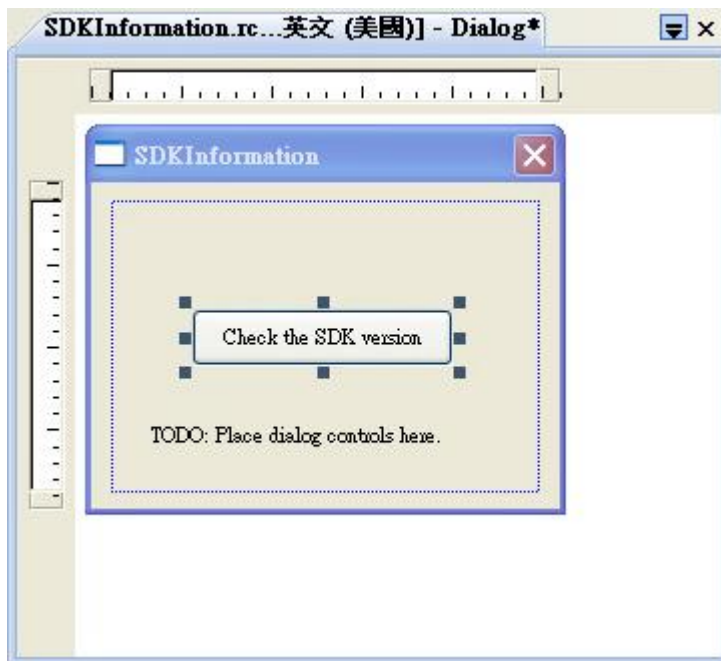 SDKInformation.rc...英文 (美國)] - Dialog*
SDKInformation
Check the SDK version
TODO: Place dialog controls here.